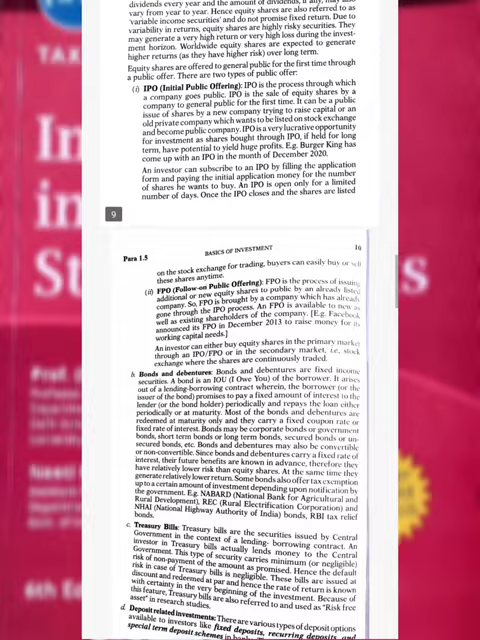 dividends every year and the amount of dividends, if any, may also
vary from year to year. Hence equity shares are also referred to as
'variable income securities' and do not promise fixed return. Due to
variability in returns, equity shares are highly risky securities. They
may generate a very high return or very high loss during the invest-
ment horizon. Worldwide equity shares are expected to generate
higher returns (as they have higher risk) over long term.
Equity shares are offered to general public for the first time through
a public offer. There are two types of public offer:
(i) IPO (Initial Public Offering): IPO is the process through which
a company goes public. IPO is the sale of equity shares by a
company to general public for the first time. It can be a public
issue of shares by a new company trying to raise capital or an
old private company which wants to be listed on stock exchange
and become public company. IPO is a very lucrative opportunity
for investment as shares bought through IPO, if held for long
term, have potential to yield huge profits. E.g. Burger King has
come up with an IPO in the month of December 2020.
An investor can subscribe to an IPO by filling the application
form and paying the initial application money for the number
of shares he wants to buy. An IPO is open only for a limited
number of days. Once the IPO closes and the shares are listed
9
Para 1.5 BASICS OF INVESTMENT 10
on the stock exchange for trading, buyers can easily buy or sell
these shares anytime.
(ii) FPO (Follow-on Public Offering): FPO is the process of issuing
additional or new equity shares to public by an already listed
company. So, FPO is brought by a company which has already
gone through the IPO process. An FPO is available to new as
well as existing shareholders of the company. [E.g. Facebook
announced its FPO in December 2013 to raise money for its
working capital needs.]
An investor can either buy equity shares in the primary market
through an IPO/FPO or in the secondary market, i.e, stock
exchange where the shares are continuously traded.
b. Bonds and debentures: Bonds and debentures are fixed income
securities. A bond is an IOU (I Owe You) of the borrower. It arises
out of a lending-borrowing contract wherein, the borrower (or the
issuer of the bond) promises to pay a fixed amount of interest to the
lender (or the bond holder) periodically and repays the loan either
periodically or at maturity. Most of the bonds and debentures are
redeemed at maturity only and they carry a fixed coupon rate or
fixed rate of interest. Bonds may be corporate bonds or government
bonds, short term bonds or long term bonds, secured bonds or un-
secured bonds, etc. Bonds and debentures may also be convertible
or non-convertible. Since bonds and debentures carry a fixed rate of
interest, their future benefits are known in advance, therefore they
have relatively lower risk than equity shares. At the same time they
generate relatively lower return. Some bonds also offer tax exemption
up to a certain amount of investment depending upon notification by
the government. E.g. NABARD (National Bank for Agricultural and
Rural Development), REC (Rural Electrification Corporation) and
NHAI (National Highway Authority of India) bonds, RBI tax relief
bonds.
c. Treasury Bills: Treasury bills are the securities issued by Central
Government in the context of a lending- borrowing contract. An
investor in Treasury bills actually lends money to the Central
Government. This type of security carries minimum (or negligible)
risk of non-payment of the amount as promised. Hence the default
risk in case of Treasury bills is negligible. These bills are issued at
discount and redeemed at par and hence the rate of return is known
with certainty in the very beginning of the investment. Because of
this feature, Treasury bills are also referred to and used as "Risk free
asset" in research studies.
d. Deposit related investments: There are various types of deposit options
available to investors like fixed deposits, recurring deposits and
special term deposit schemes in
TAX
In
in
St s
Prof.
6th